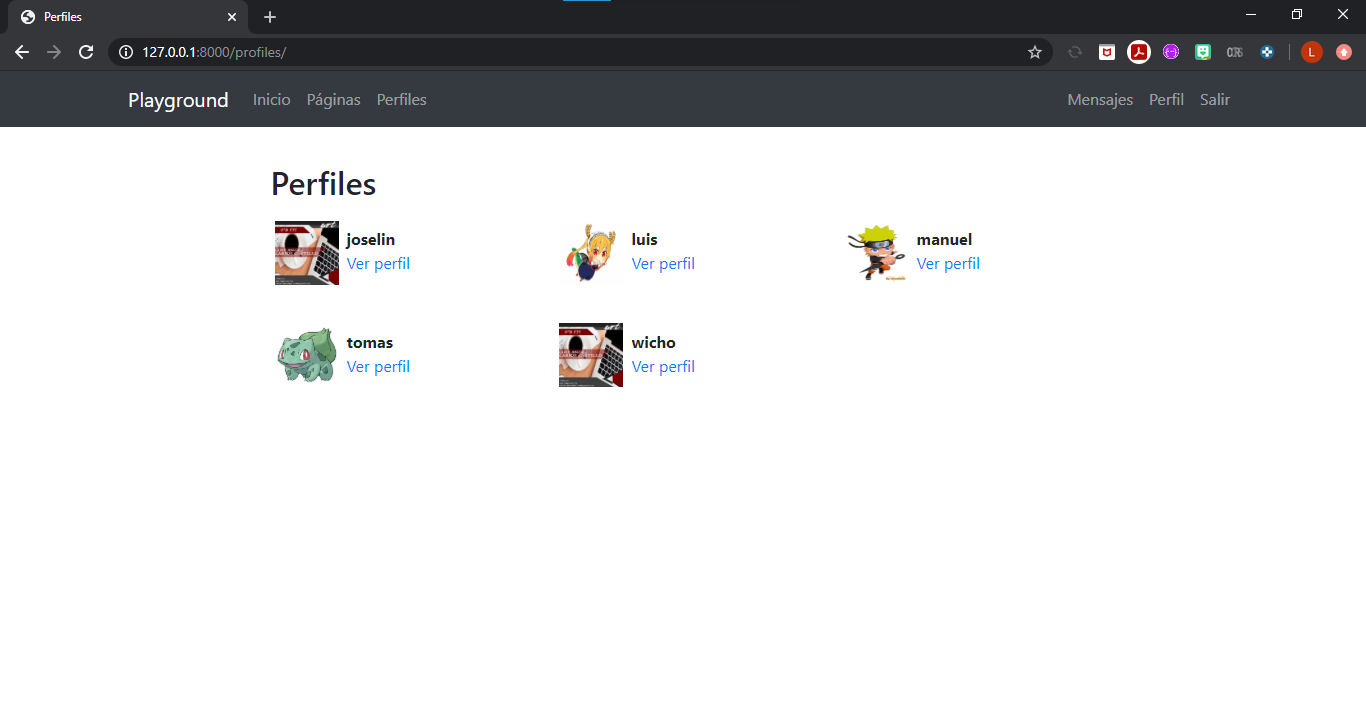 Perfiles
127.0.0.1:8000/profiles/
L
Playground Inicio Páginas Perfiles Mensajes Perfil Salir
Perfiles
joselin luis manuel
Ver perfil Ver perfil Ver perfil
tomas wicho
Ver perfil Ver perfil